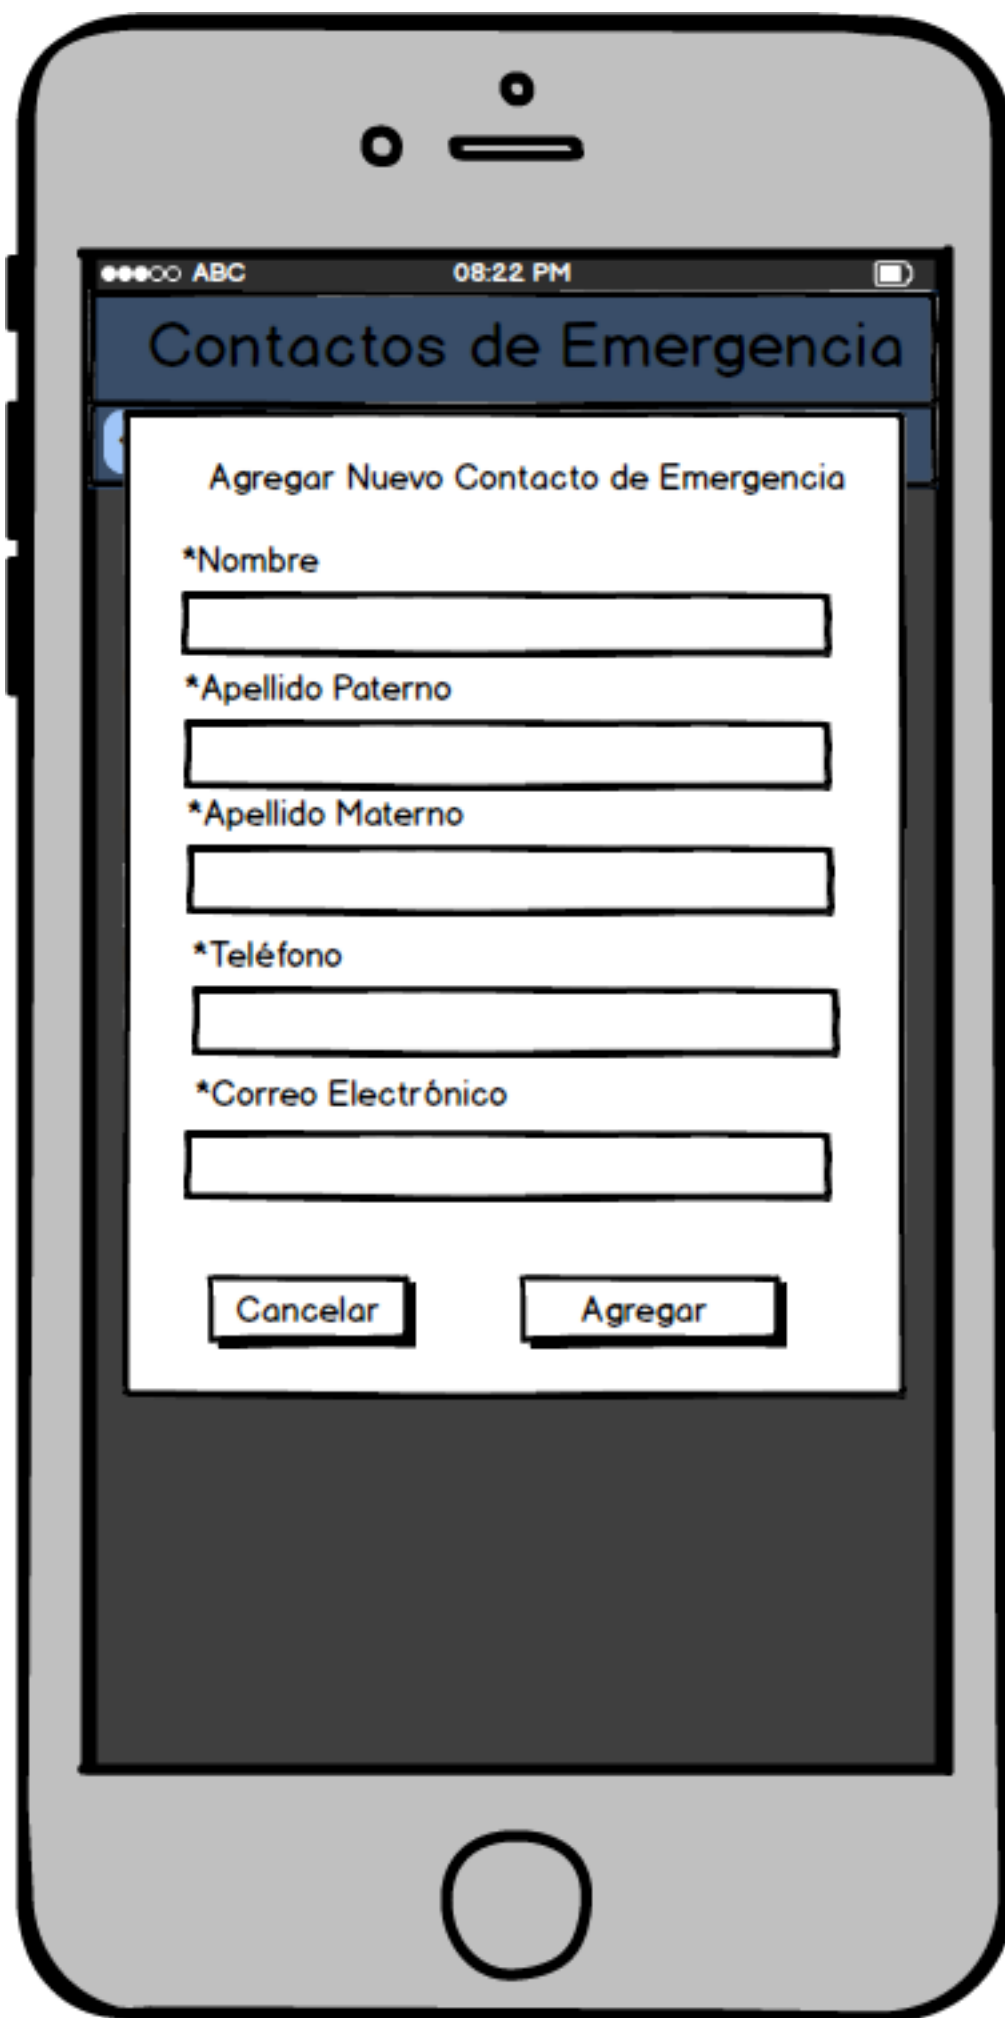 ABC 08:22 PM
Contactos de Emergencia
Agregar Nuevo Contacto de Emergencia
*Nombre
*Apellido Paterno
*Apellido Materno
*Teléfono
*Correo Electrónico
Cancelar Agregar